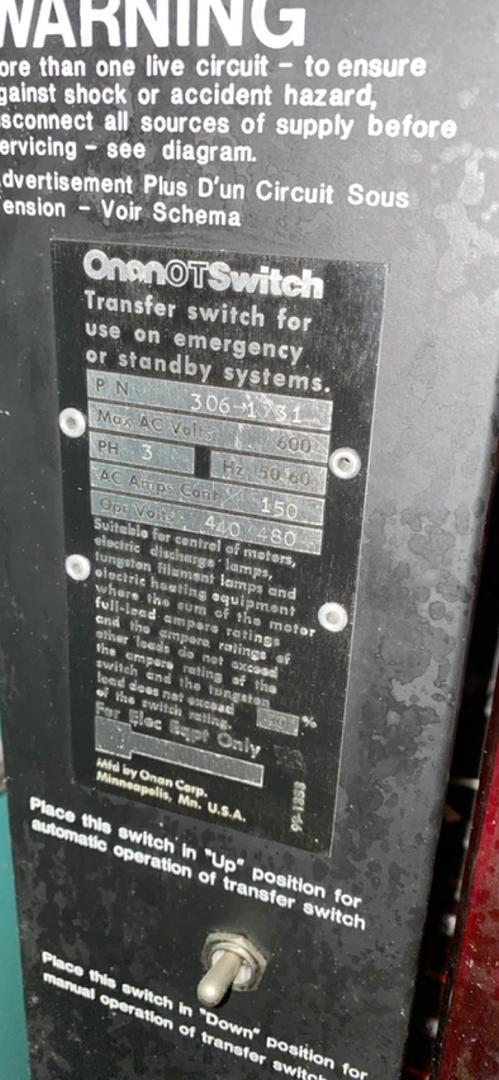 WARNING
ore than one live circuit - to ensure
gainst shock or accident hazard,
sconnect all sources of supply before
ervicing - see diagram.
dvertisement Plus D'un Circuit Sous
ension - Voir Schema
OnanOTSwitch
Transfer switch for
use on emergency
or standby systems.
P N 306-1731
Max AC Volts 600
PH 3 Hz 50/60
AC Amps Cont 150
Opr Volts 440/480
Suitable for control of motors,
electric discharge lamps,
tungsten filament lamps and
electric heating equipment
where the sum of the motor
full-load ampere ratings
and the ampere ratings of
other loads do not exceed
the ampere rating of the
switch and the tungsten
load does not exceed %
of the switch rating.
For Elec Eqpt Only
Mfd by Onan Corp.
Minneapolis, Mn. U.S.A.
99-1353
Place this switch in "Up" position for
automatic operation of transfer switch
Place this switch in "Down" position for
manual operation of transfer switch